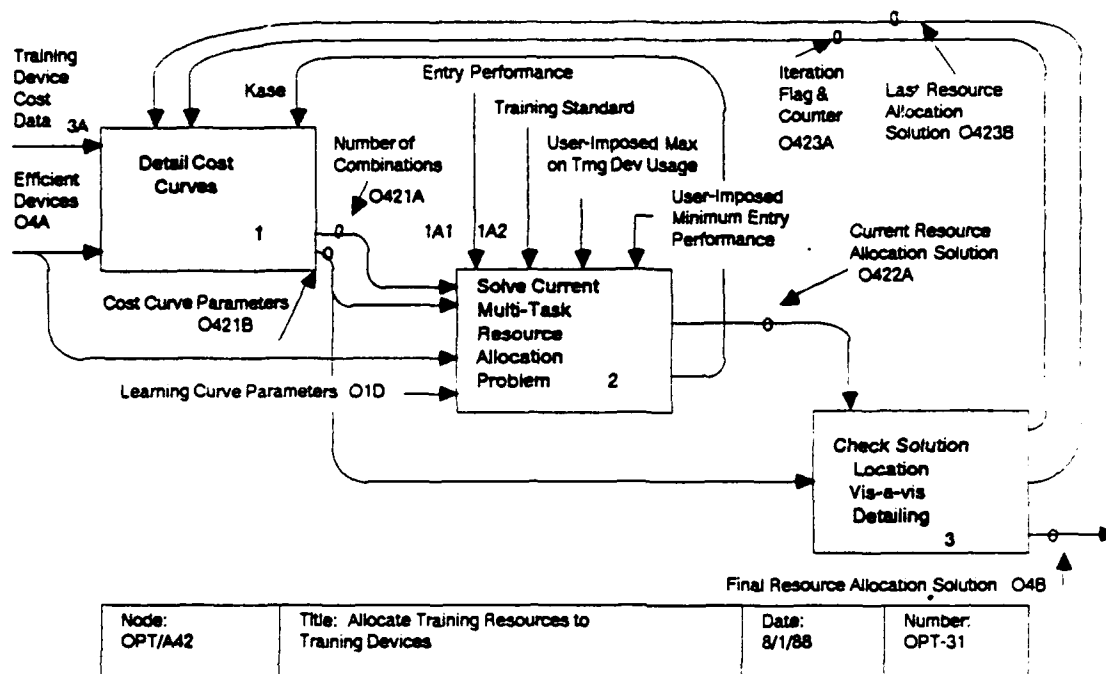 Training
Device
Cost
Data 3A
Efficient
Devices
O4A
Kase
Detail Cost
Curves
1
Number of
Combinations
O421A
Cost Curve Parameters
O421B
Entry Performance
Training Standard
User-Imposed Max
on Trng Dev Usage
User-Imposed
Minimum Entry
Performance
1A1 1A2
Iteration
Flag &
Counter
O423A
Last Resource
Allocation
Solution O423B
Current Resource
Allocation Solution
O422A
Solve Current
Multi-Task
Resource
Allocation
Problem 2
Learning Curve Parameters O1D
Check Solution
Location
Vis-a-vis
Detailing
3
Final Resource Allocation Solution O4B
Node:
OPT/A42
Title: Allocate Training Resources to
Training Devices
Date:
8/1/88
Number:
OPT-31